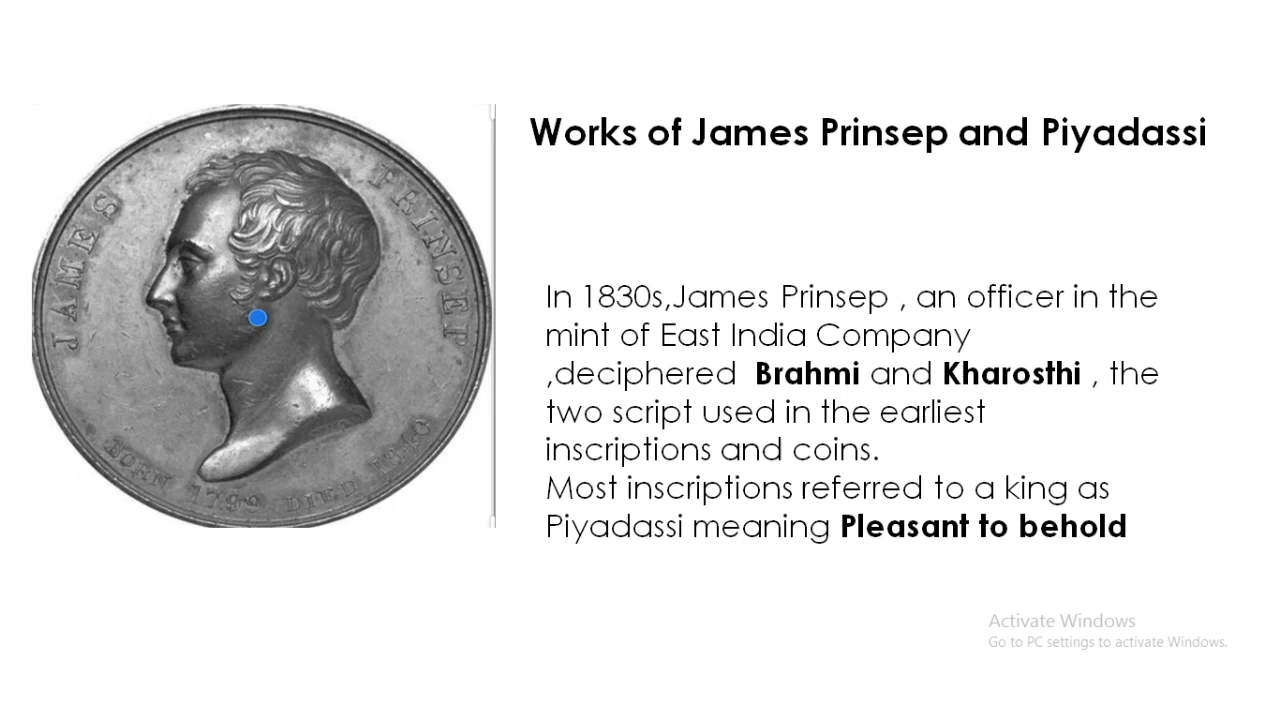 JAMES PRINSEP
BORN 1799 DIED 1840
Works of James Prinsep and Piyadassi
In 1830s,James Prinsep , an officer in the
mint of East India Company
,deciphered Brahmi and Kharosthi , the
two script used in the earliest
inscriptions and coins.
Most inscriptions referred to a king as
Piyadassi meaning Pleasant to behold
Activate Windows
Go to PC settings to activate Windows.